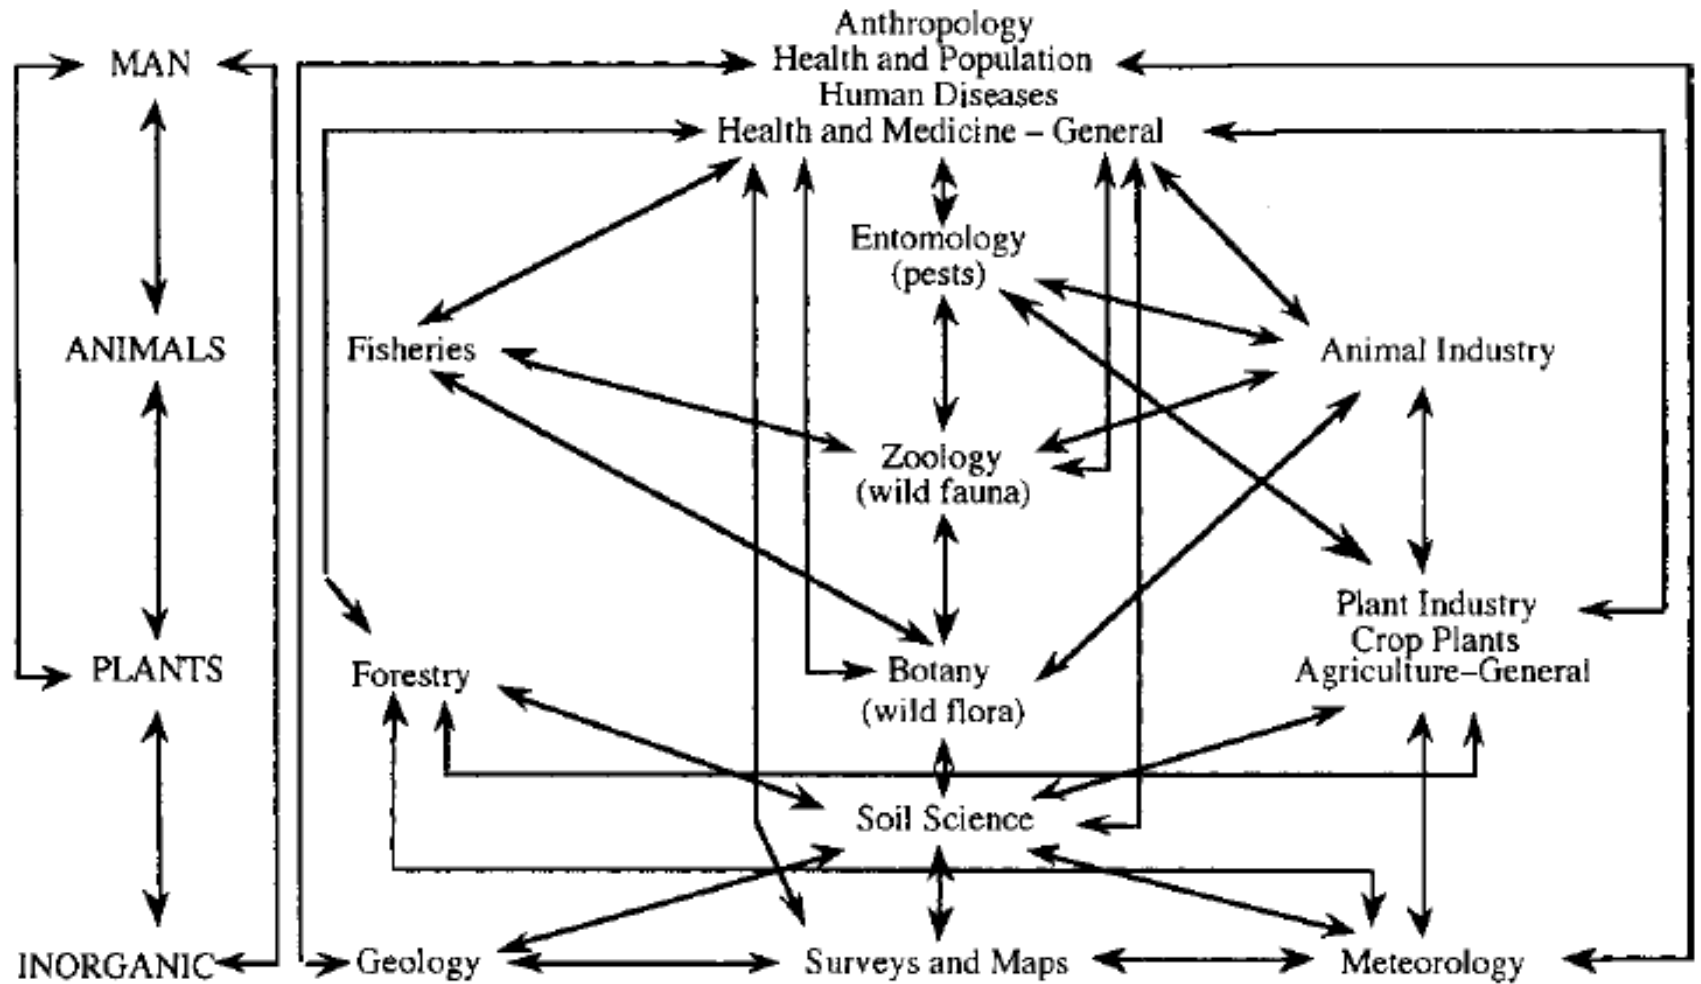 Anthropology
MAN
Health and Population
Human Diseases
Health and Medicine – General
Entomology
(pests)
ANIMALS
Fisheries
Animal Industry
Zoology
(wild fauna)
Plant Industry
Crop Plants
PLANTS
Forestry
Botany
Agriculture–General
(wild flora)
Soil Science
INORGANIC
Geology
Surveys and Maps
Meteorology